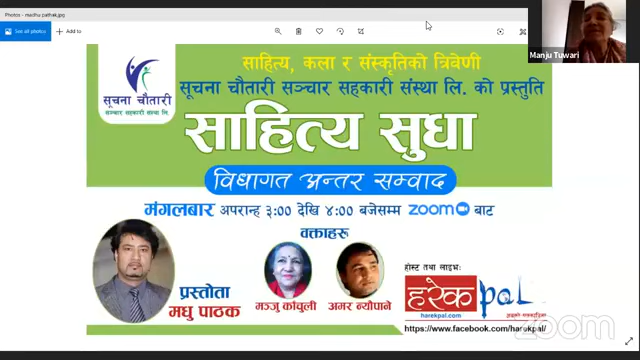 Photos - madhu pathak.jpg
See all photos
Add to
Manju Tuwari
साहित्य, कला र संस्कृतिको त्रिवेणी
सूचना चौतारी सञ्चार सहकारी संस्था लि. को प्रस्तुति
सूचना चौतारी
सञ्चार सहकारी संस्था लि.
साहित्य सुधा
विधागत अन्तर सम्वाद
मंगलबार अपरान्ह ३:०० देखि ४:०० बजेसम्म zoom बाट
वक्ताहरू
प्रस्तोता
मधु पाठक
मञ्जु कांचुली
अमर न्यौपाने
होस्ट तथा लाइभः
हरेकpal
harekpal.com
https://www.facebook.com/harekpal/
zoom